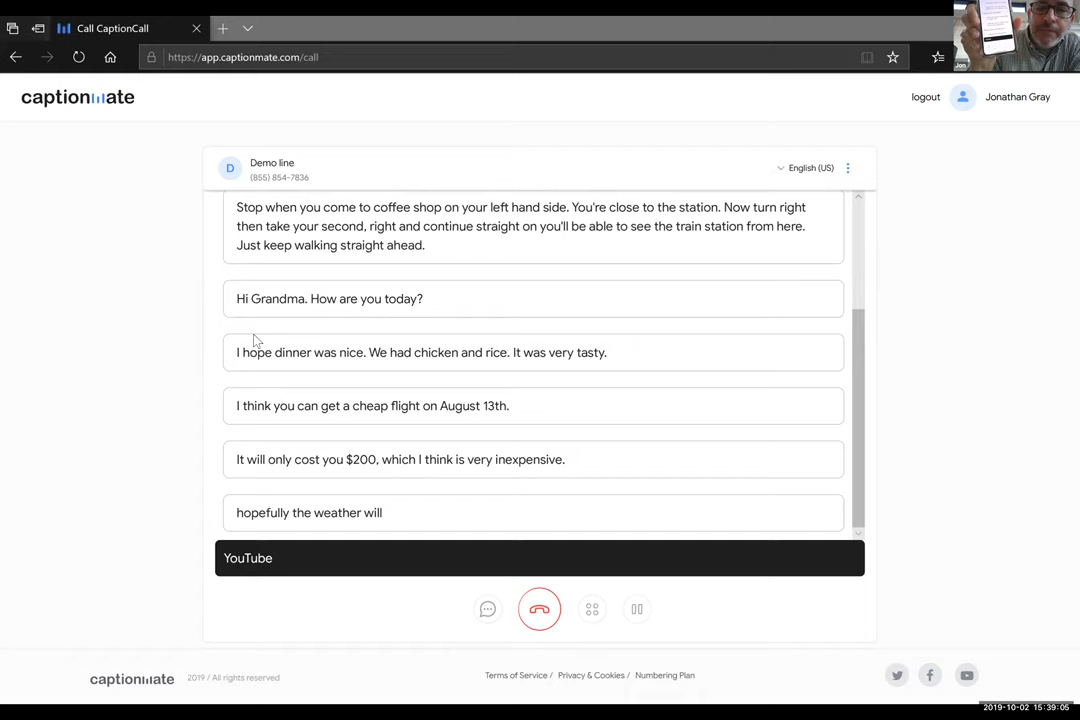 Call CaptionCall
https://app.captionmate.com/call
Jon
captionmate
logout
Jonathan Gray
D
Demo line
(855) 854-7836
English (US)
Stop when you come to coffee shop on your left hand side. You're close to the station. Now turn right
then take your second, right and continue straight on you'll be able to see the train station from here.
Just keep walking straight ahead.
Hi Grandma. How are you today?
I hope dinner was nice. We had chicken and rice. It was very tasty.
I think you can get a cheap flight on August 13th.
It will only cost you $200, which I think is very inexpensive.
hopefully the weather will
YouTube
captionmate
2019 / All rights reserved
Terms of Service / Privacy & Cookies / Numbering Plan
2019-10-02 15:39:05